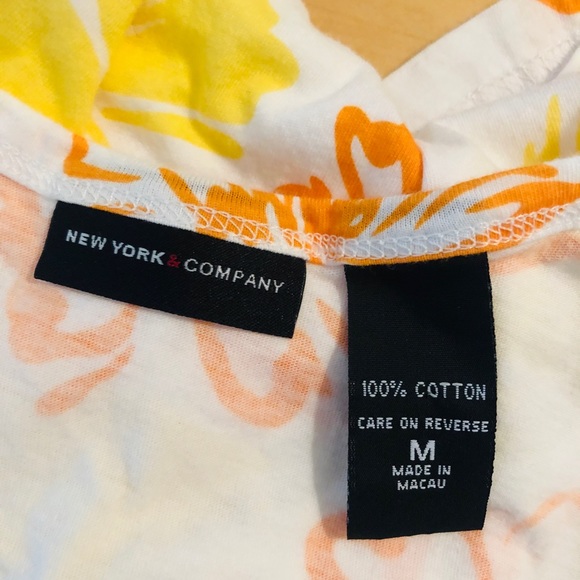 NEW YORK & COMPANY
100% COTTON
CARE ON REVERSE
M
MADE IN
MACAU